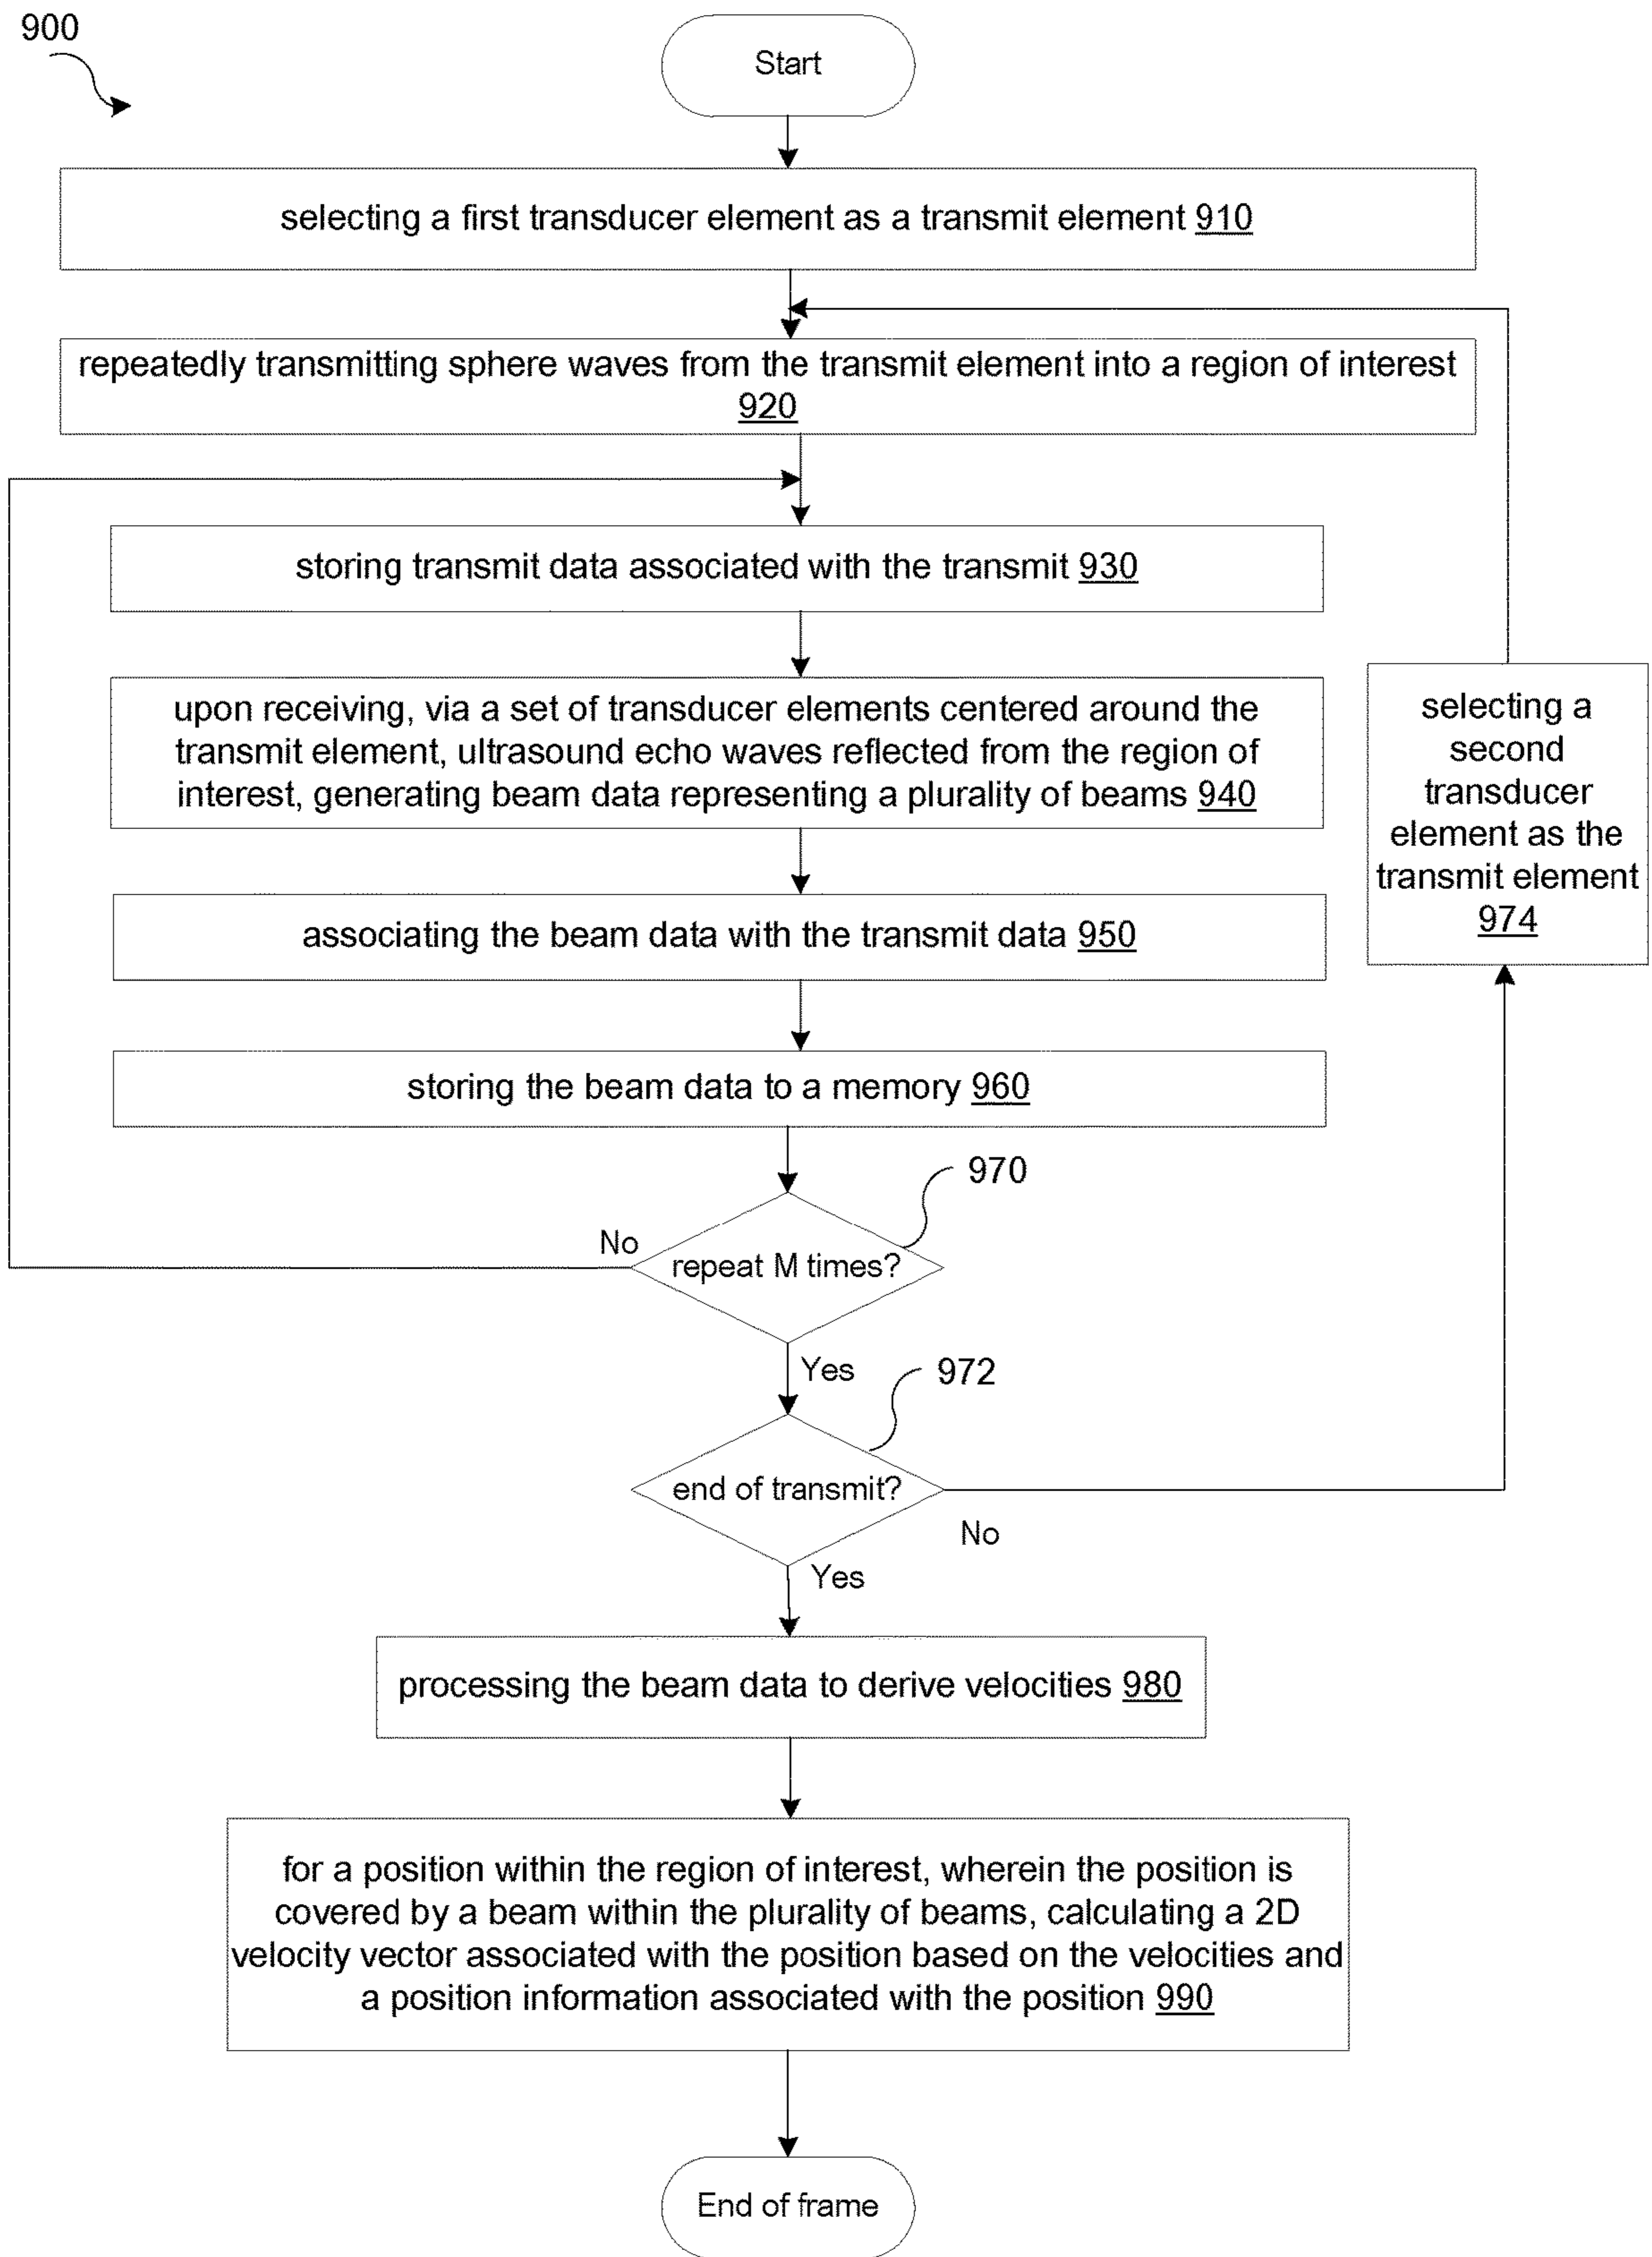 900
Start
selecting a first transducer element as a transmit element 910
repeatedly transmitting sphere waves from the transmit element into a region of interest
920
storing transmit data associated with the transmit 930
upon receiving, via a set of transducer elements centered around the
transmit element, ultrasound echo waves reflected from the region of
interest, generating beam data representing a plurality of beams 940
selecting a
second
transducer
element as the
transmit element
974
associating the beam data with the transmit data 950
storing the beam data to a memory 960
970
No
repeat M times?
Yes
972
end of transmit?
No
Yes
processing the beam data to derive velocities 980
for a position within the region of interest, wherein the position is
covered by a beam within the plurality of beams, calculating a 2D
velocity vector associated with the position based on the velocities and
a position information associated with the position 990
End of frame